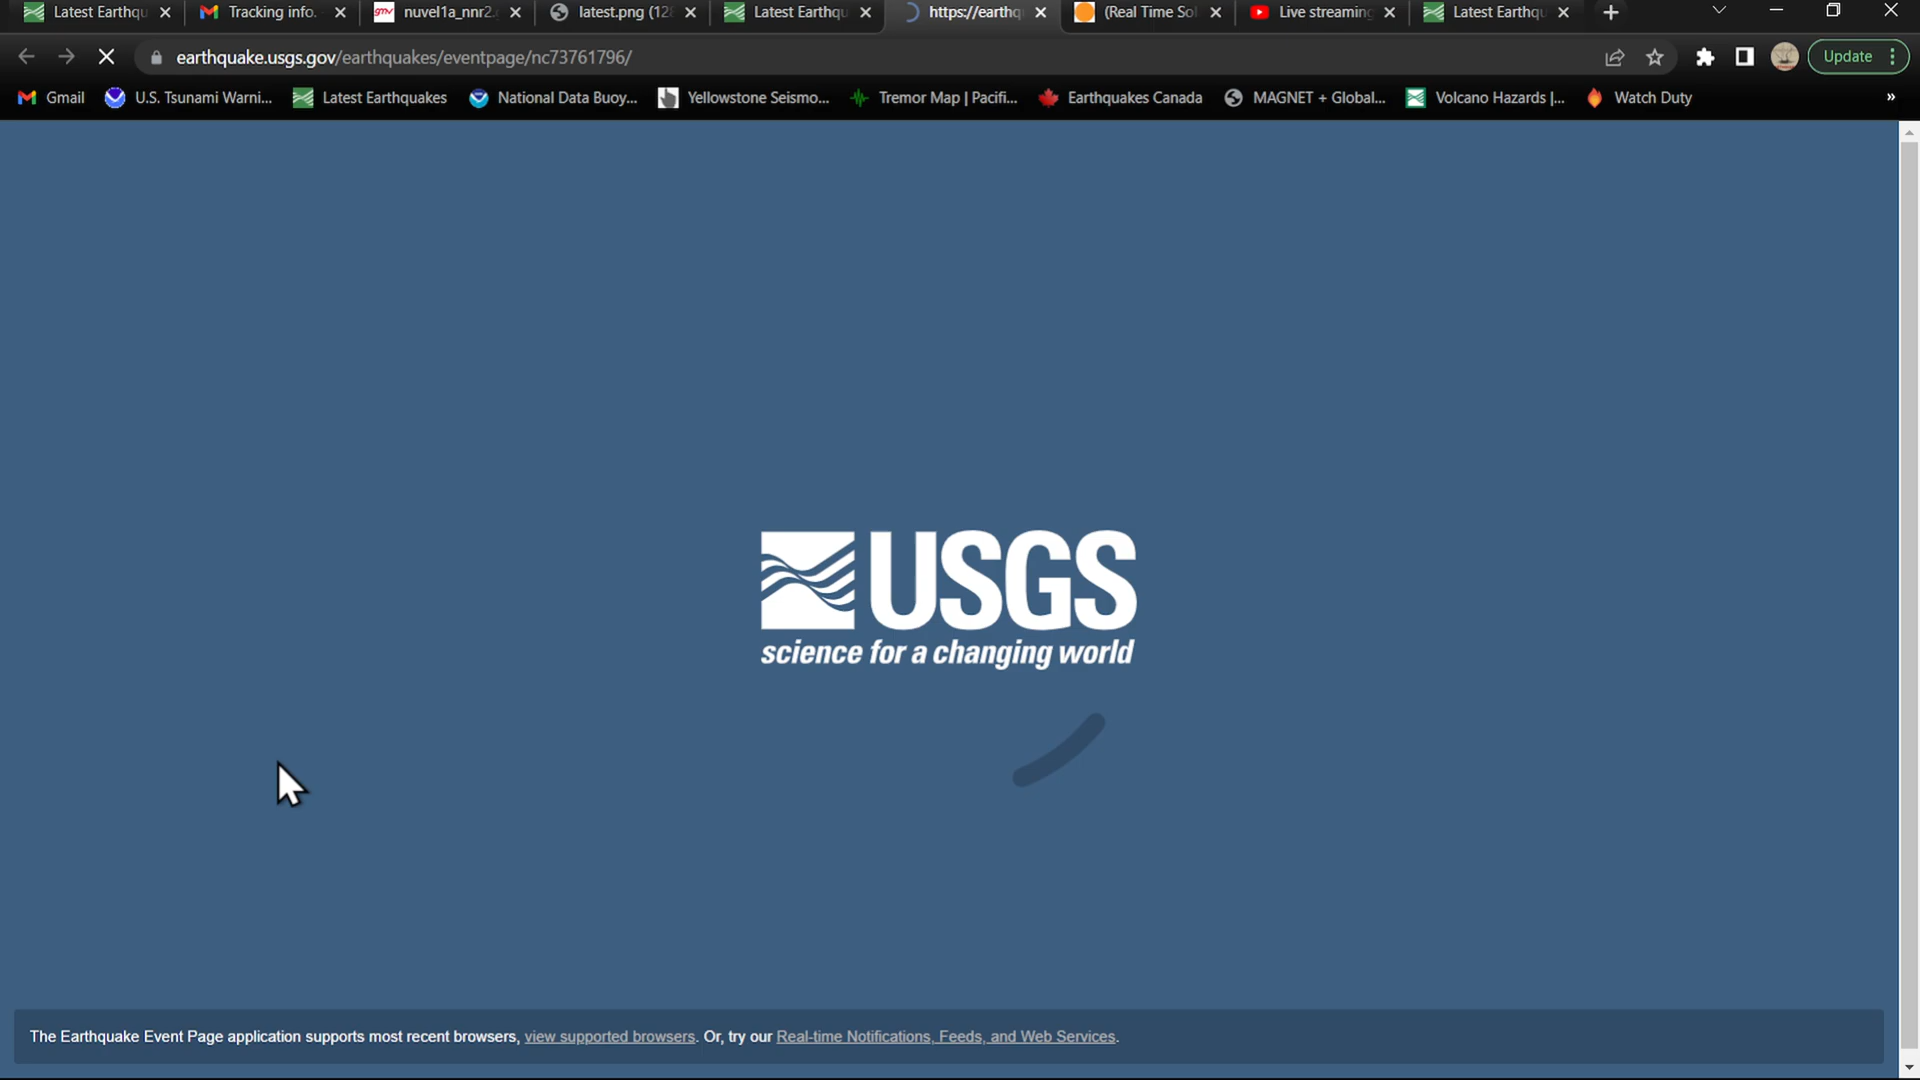 Latest Earthqu
Tracking info.
gmv nuvel1a_nnr2.
latest.png (12
Latest Earthqu
https://earthq
(Real Time Sol
Live streaming
Latest Earthqu
earthquake.usgs.gov/earthquakes/eventpage/nc73761796/
Update
Gmail
U.S. Tsunami Warni...
Latest Earthquakes
National Data Buoy...
Yellowstone Seismo...
Tremor Map | Pacifi...
Earthquakes Canada
MAGNET + Global...
Volcano Hazards |...
Watch Duty
»
USGS
science for a changing world
The Earthquake Event Page application supports most recent browsers, view supported browsers. Or, try our Real-time Notifications, Feeds, and Web Services.